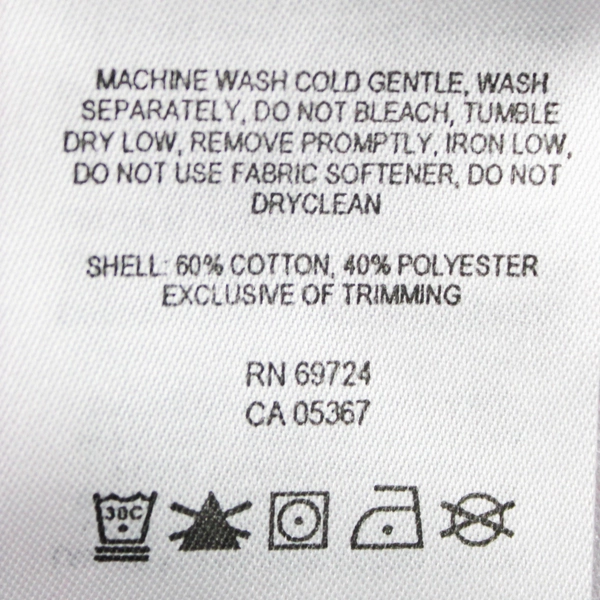 MACHINE WASH COLD GENTLE, WASH
SEPARATELY, DO NOT BLEACH, TUMBLE
DRY LOW, REMOVE PROMPTLY, IRON LOW,
DO NOT USE FABRIC SOFTENER, DO NOT
DRYCLEAN
SHELL: 60% COTTON, 40% POLYESTER
EXCLUSIVE OF TRIMMING
RN 69724
CA 05367
30C